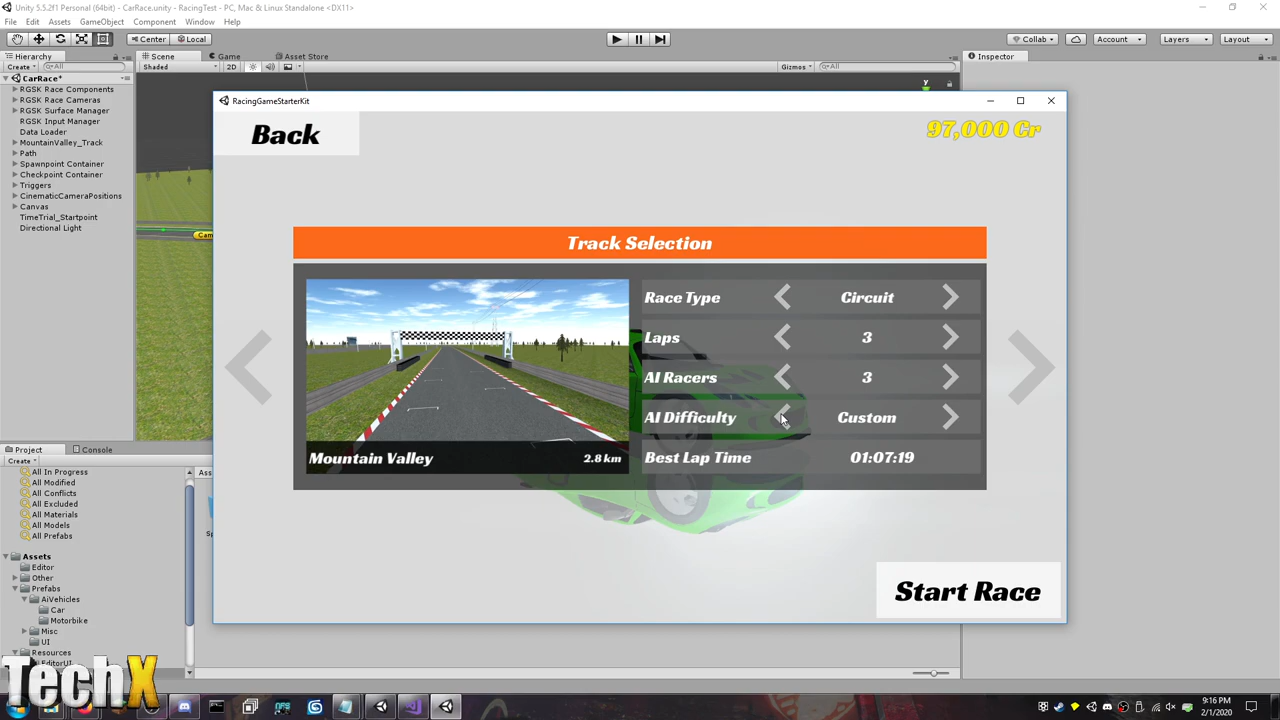 Unity 5.5.2f1 Personal (64bit) - CarRace.unity - RacingTest - PC, Mac & Linux Standalone <DX11>
File Edit Assets GameObject Component Window Help
Center Local Collab Account Layers Layout
Hierarchy Scene Game Asset Store Inspector
Create All Shaded 2D Gizmos All
CarRace*
RGSK Race Components
RGSK Race Cameras
RGSK Surface Manager
RGSK Input Manager
Data Loader
MountainValley_Track
Path
Spawnpoint Container
Checkpoint Container
Triggers
CinematicCameraPositions
Canvas
TimeTrial_Startpoint
Directional Light
y
Cam
RacingGameStarterKit
Back
97,000 Cr
Track Selection
Race Type Circuit
Laps 3
AI Racers 3
AI Difficulty Custom
Best Lap Time 01:07:19
Mountain Valley 2.8 km
Start Race
Project Console
Create
All In Progress
All Modified
All Conflicts
All Excluded
All Materials
All Models
All Prefabs
Assets
Editor
Other
Prefabs
AiVehicles
Car
Motorbike
Misc
UI
Resources
EditorUI
TechX
9:16 PM
2/1/2020